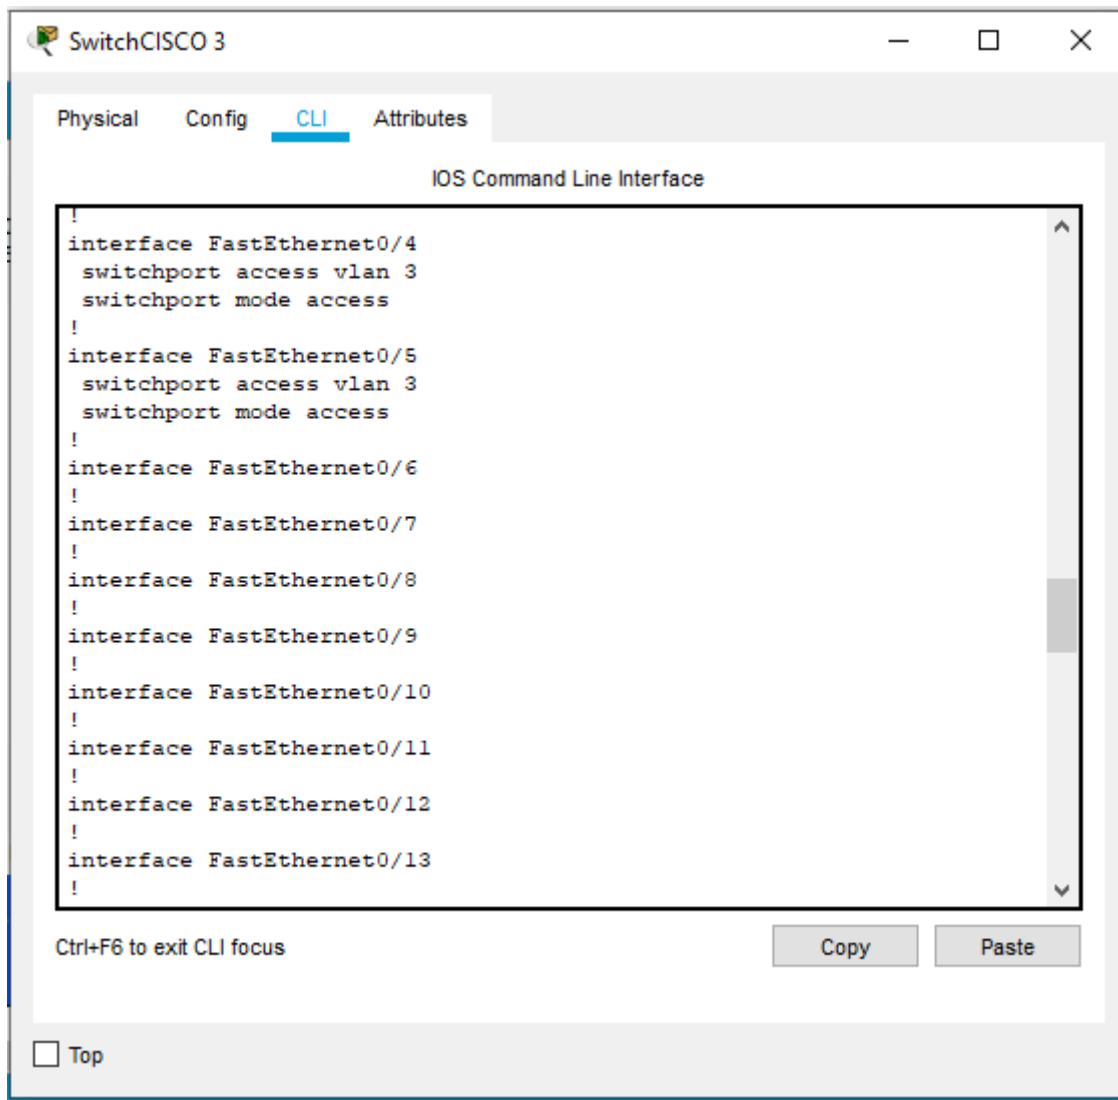 SwitchCISCO 3
Physical Config CLI Attributes
IOS Command Line Interface
!
interface FastEthernet0/4
 switchport access vlan 3
 switchport mode access
!
interface FastEthernet0/5
 switchport access vlan 3
 switchport mode access
!
interface FastEthernet0/6
!
interface FastEthernet0/7
!
interface FastEthernet0/8
!
interface FastEthernet0/9
!
interface FastEthernet0/10
!
interface FastEthernet0/11
!
interface FastEthernet0/12
!
interface FastEthernet0/13
!
Ctrl+F6 to exit CLI focus
Copy Paste
Top